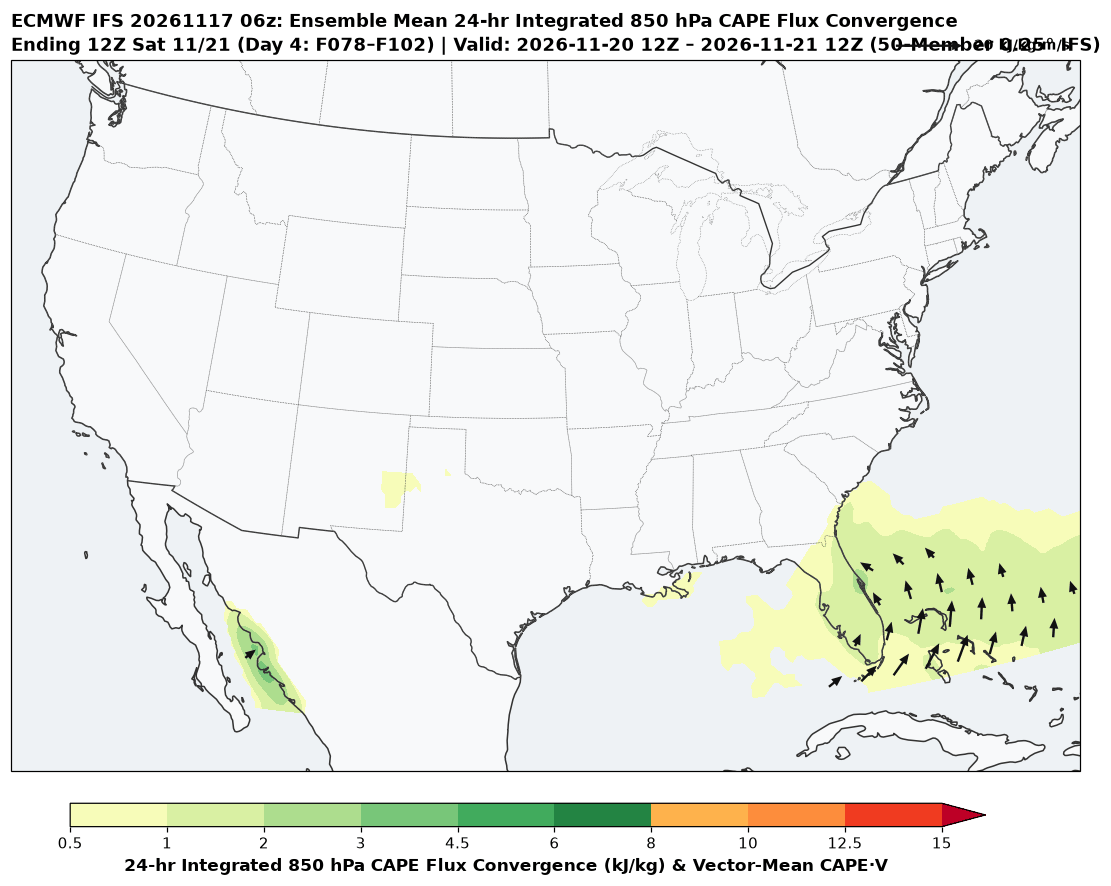 ECMWF IFS 20261117 06z: Ensemble Mean 24-hr Integrated 850 hPa CAPE Flux Convergence
Ending 12Z Sat 11/21 (Day 4: F078–F102) | Valid: 2026-11-20 12Z – 2026-11-21 12Z (50-Member 0.25° IFS)
0.5 1 2 3 4.5 6 8 10 12.5 15
24-hr Integrated 850 hPa CAPE Flux Convergence (kJ/kg) & Vector-Mean CAPE·V